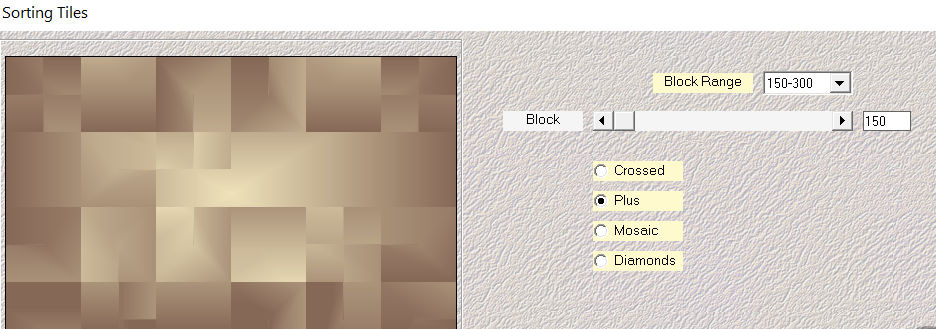 Sorting Tiles
Block Range 150-300
Block 150
Crossed
Plus
Mosaic
Diamonds